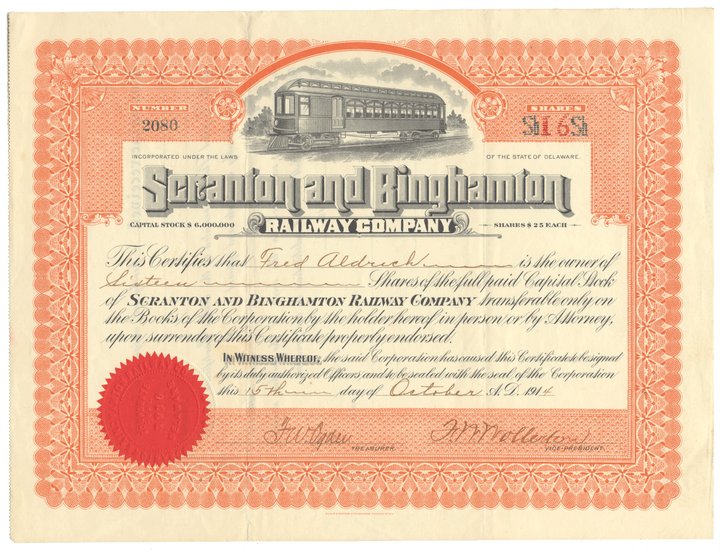 NUMBER
2080
SHARES
16
INCORPORATED UNDER THE LAWS OF THE STATE OF DELAWARE.
Scranton and Binghamton
CAPITAL STOCK $ 6,000,000 RAILWAY COMPANY SHARES $ 25 EACH
This Certifies that Fred Aldrich is the owner of
Sixteen Shares of the full paid Capital Stock
of SCRANTON AND BINGHAMTON RAILWAY COMPANY transferable only on
the Books of the Corporation by the holder hereof in person or by Attorney,
upon surrender of this Certificate properly endorsed.
IN WITNESS WHEREOF, the said Corporation has caused this Certificate to be signed
by its duly authorized Officers and to be sealed with the seal of the Corporation
this 15th day of October A.D. 1914
TREASURER
VICE-PRESIDENT